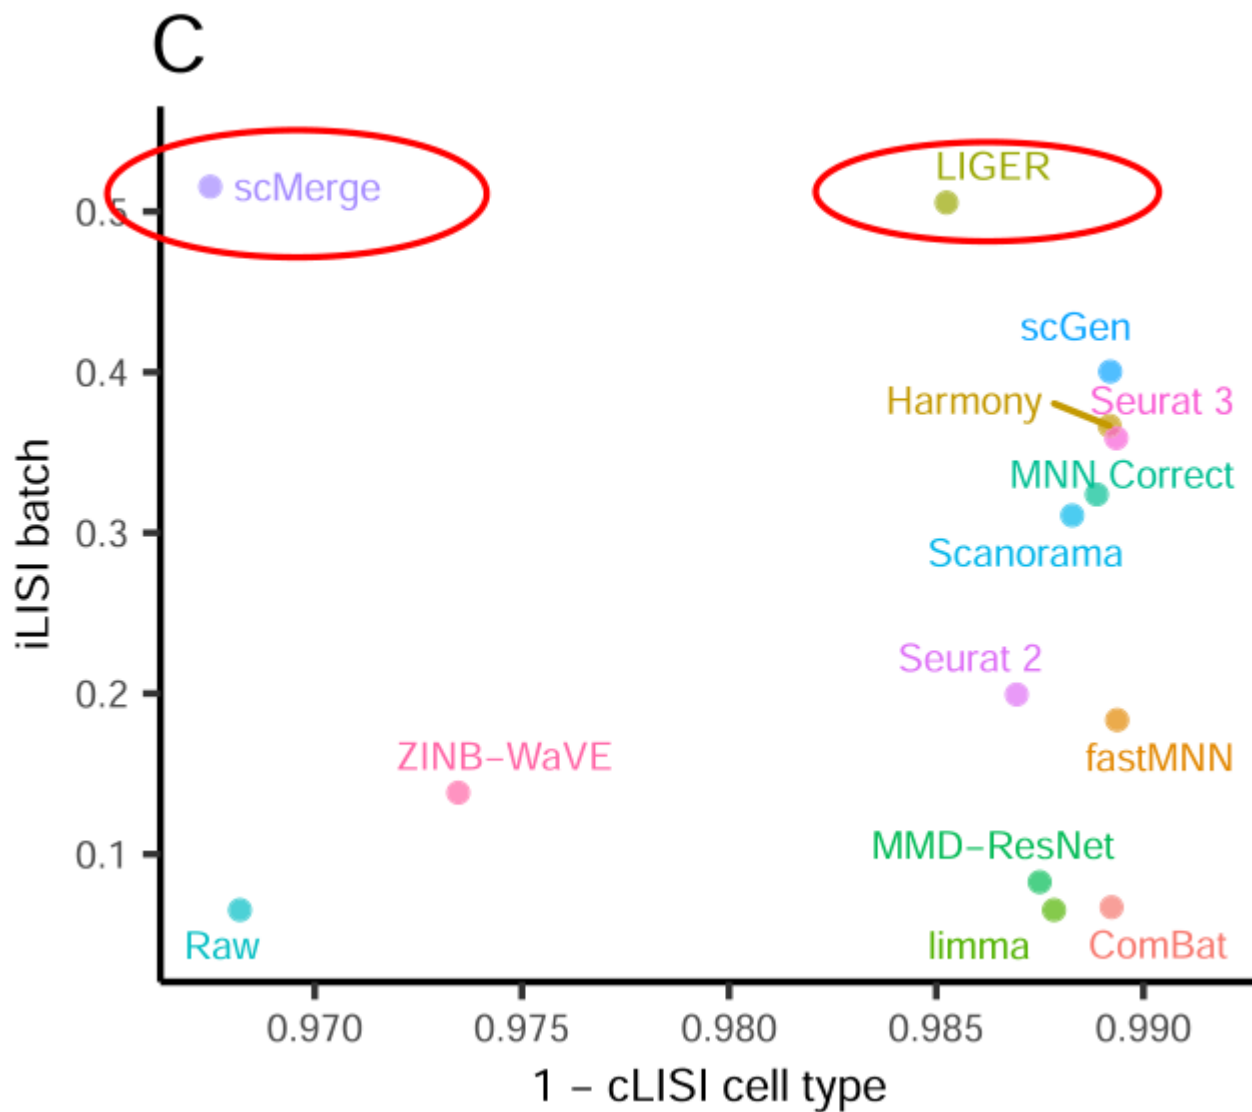 C
scMerge
LIGER
0.5
scGen
0.4
Harmony
Seurat 3
MNN Correct
0.3
Scanorama
iLISI batch
Seurat 2
0.2
ZINB−WaVE
fastMNN
MMD−ResNet
0.1
Raw
limma
ComBat
0.970
0.975
0.980
0.985
0.990
1 − cLISI cell type